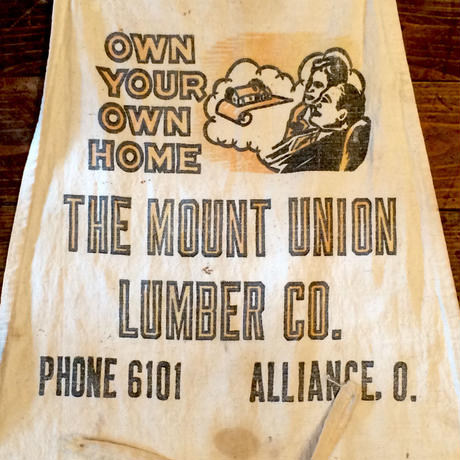 OWN
YOUR
OWN
HOME
THE MOUNT UNION
LUMBER CO.
PHONE 6101 ALLIANCE, O.